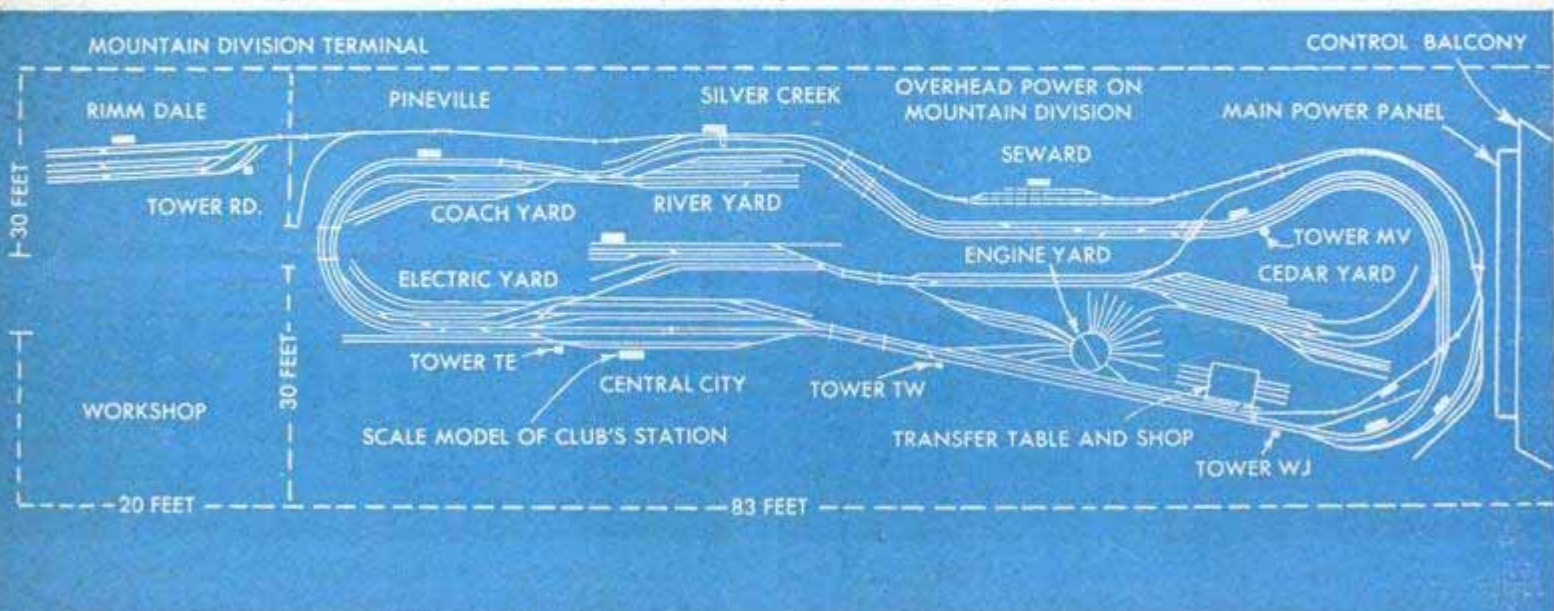 MOUNTAIN DIVISION TERMINAL
CONTROL BALCONY
RIMM DALE
PINEVILLE
SILVER CREEK
OVERHEAD POWER ON
MOUNTAIN DIVISION
MAIN POWER PANEL
SEWARD
30 FEET
TOWER RD.
COACH YARD
RIVER YARD
TOWER MV
ENGINE YARD
CEDAR YARD
ELECTRIC YARD
30 FEET
TOWER TE
CENTRAL CITY
TOWER TW
WORKSHOP
SCALE MODEL OF CLUB'S STATION
TRANSFER TABLE AND SHOP
TOWER WJ
20 FEET
83 FEET